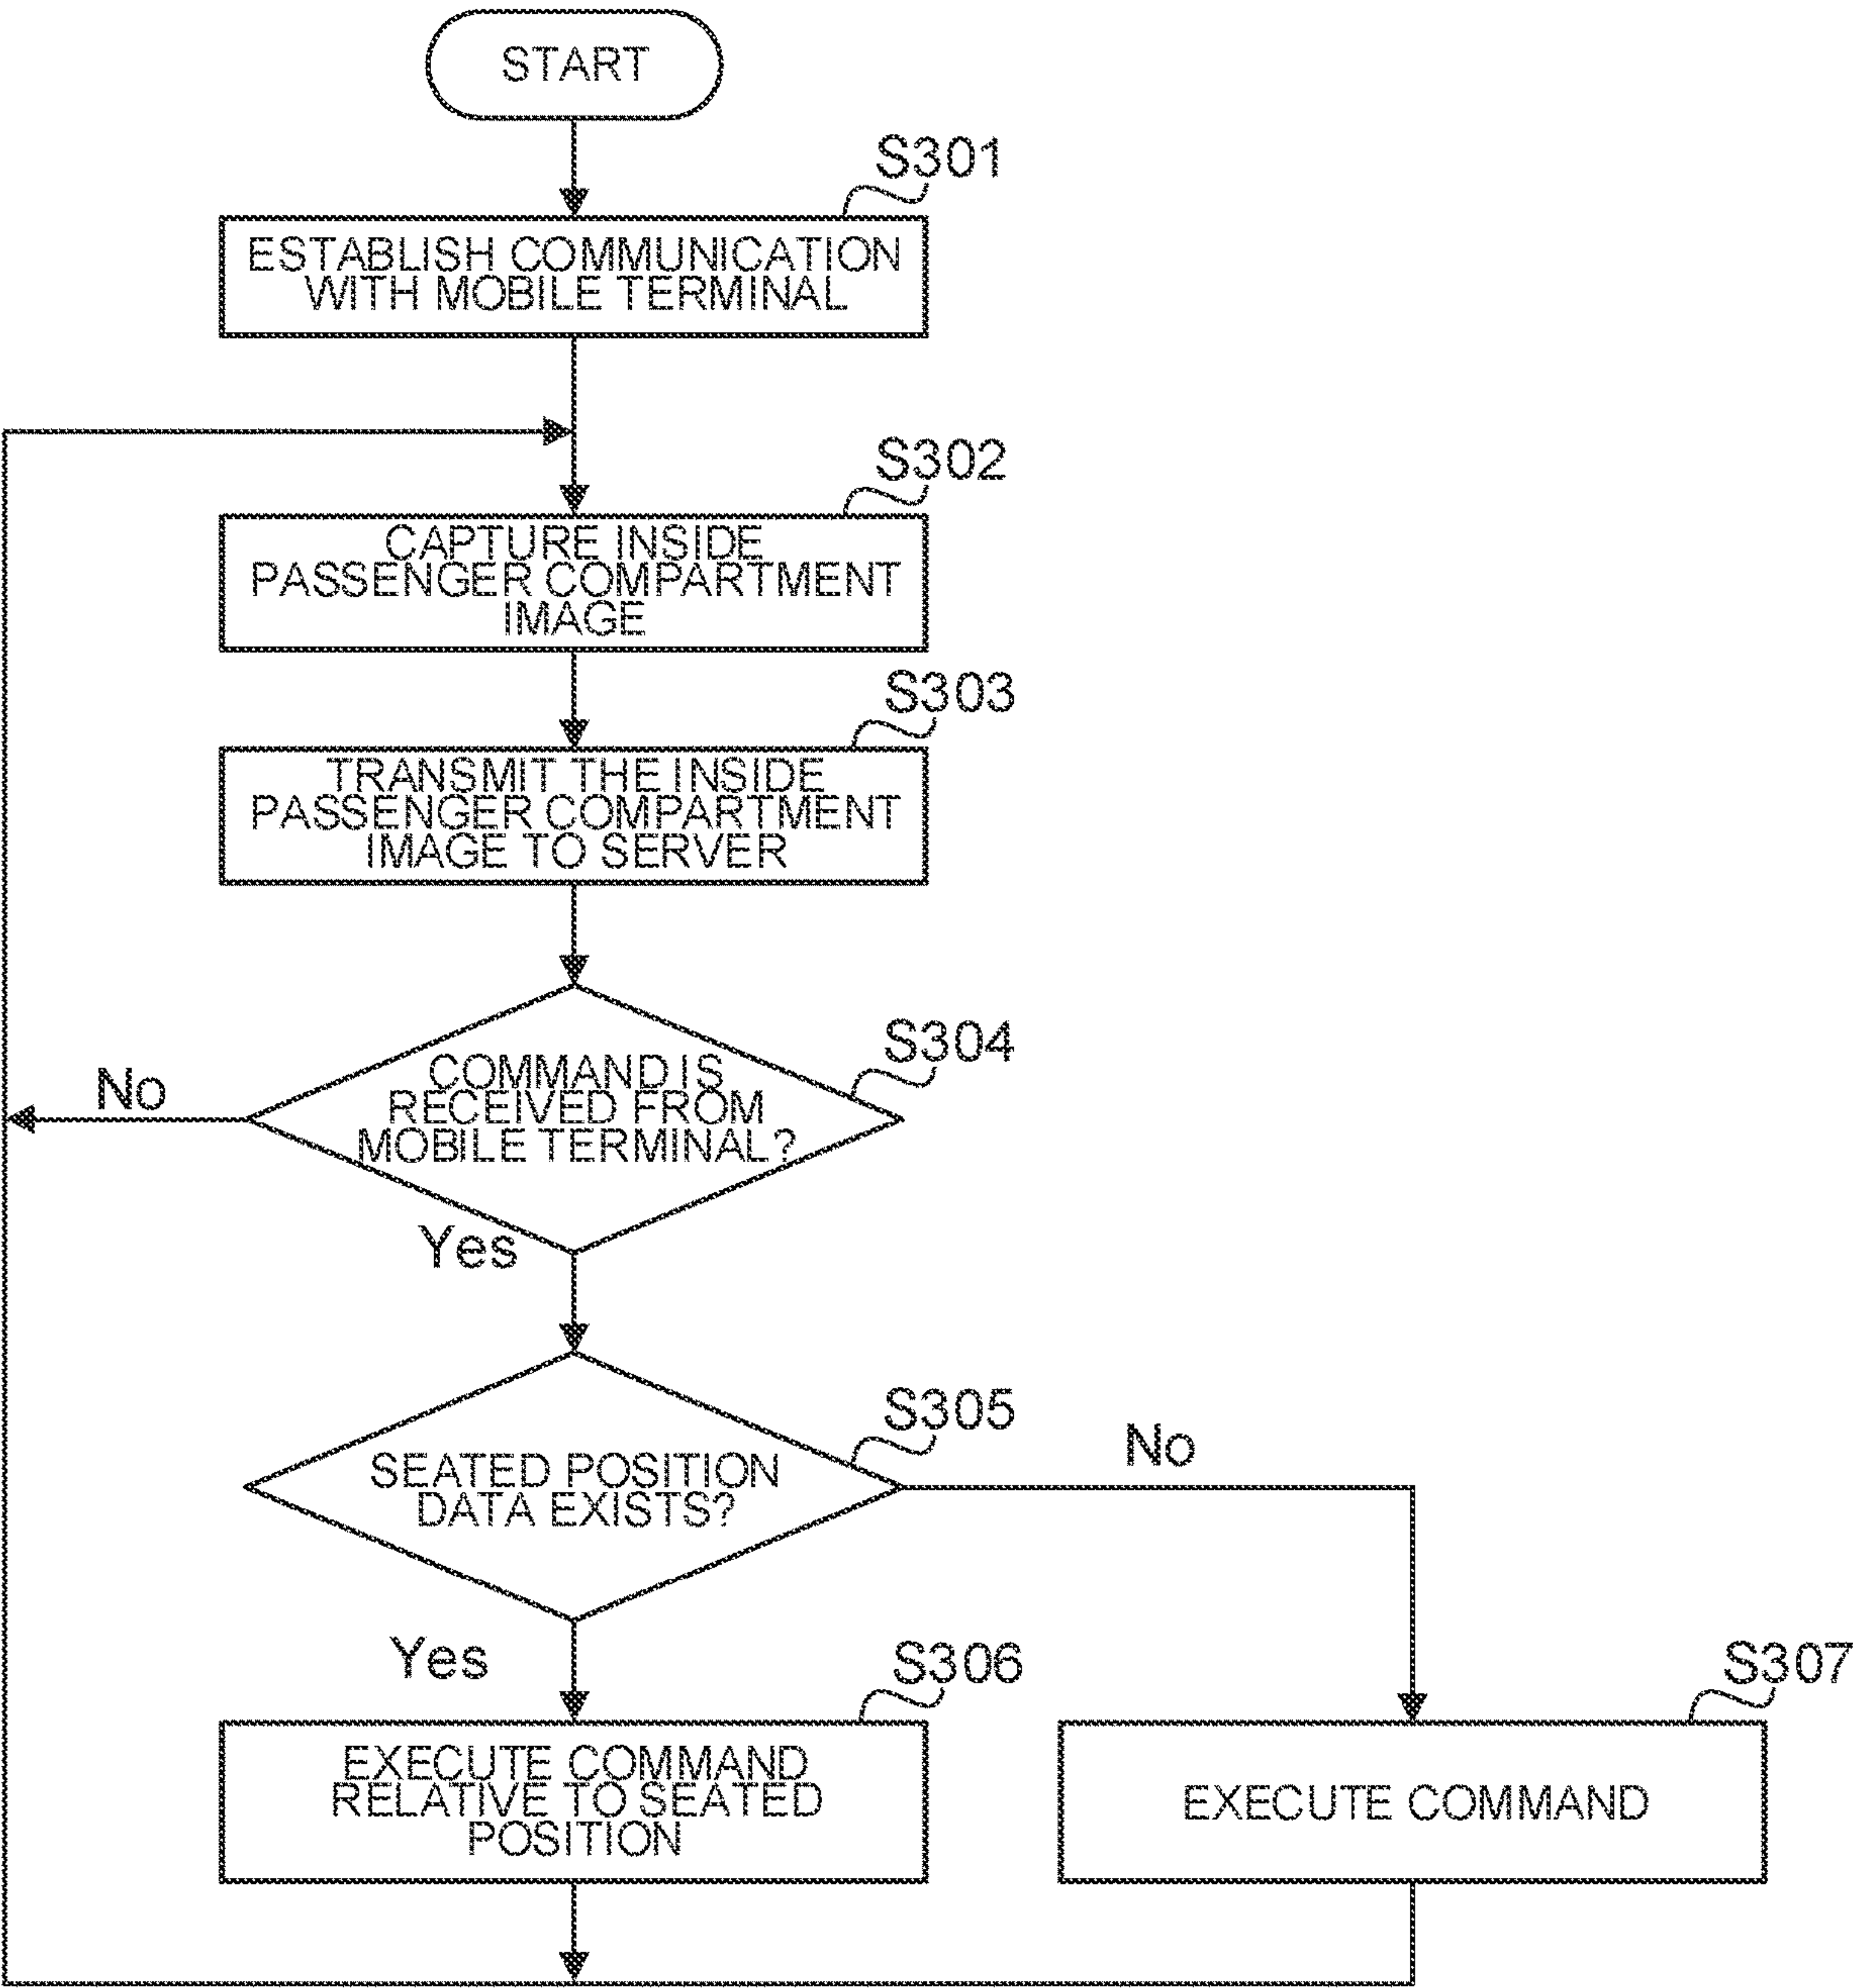 START
S301
ESTABLISH COMMUNICATION
WITH MOBILE TERMINAL
S302
CAPTURE INSIDE
PASSENGER COMPARTMENT
IMAGE
S303
TRANSMIT THE INSIDE
PASSENGER COMPARTMENT
IMAGE TO SERVER
S304
COMMAND IS
RECEIVED FROM
MOBILE TERMINAL?
No
Yes
S305
SEATED POSITION
DATA EXISTS?
No
Yes
S306
EXECUTE COMMAND
RELATIVE TO SEATED
POSITION
S307
EXECUTE COMMAND